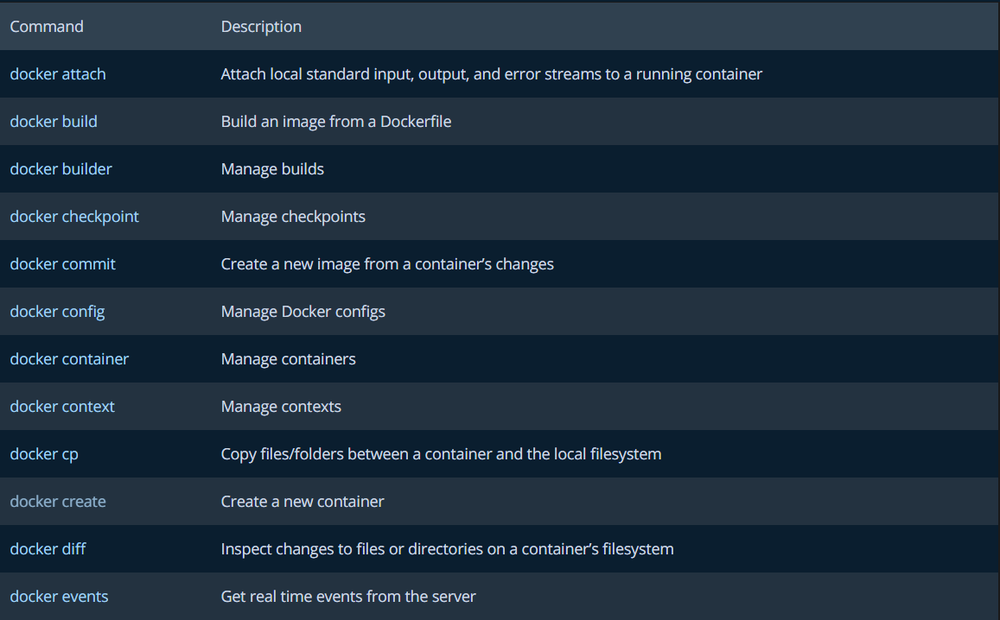 Command Description
docker attach Attach local standard input, output, and error streams to a running container
docker build Build an image from a Dockerfile
docker builder Manage builds
docker checkpoint Manage checkpoints
docker commit Create a new image from a container’s changes
docker config Manage Docker configs
docker container Manage containers
docker context Manage contexts
docker cp Copy files/folders between a container and the local filesystem
docker create Create a new container
docker diff Inspect changes to files or directories on a container’s filesystem
docker events Get real time events from the server